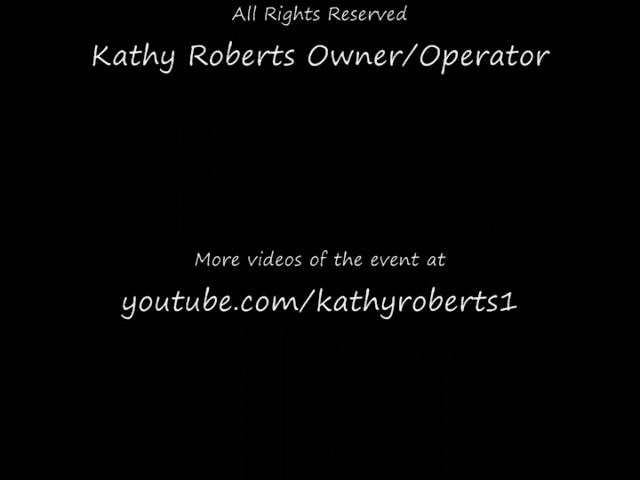 All Rights Reserved
Kathy Roberts Owner/Operator
More videos of the event at
youtube.com/kathyroberts1